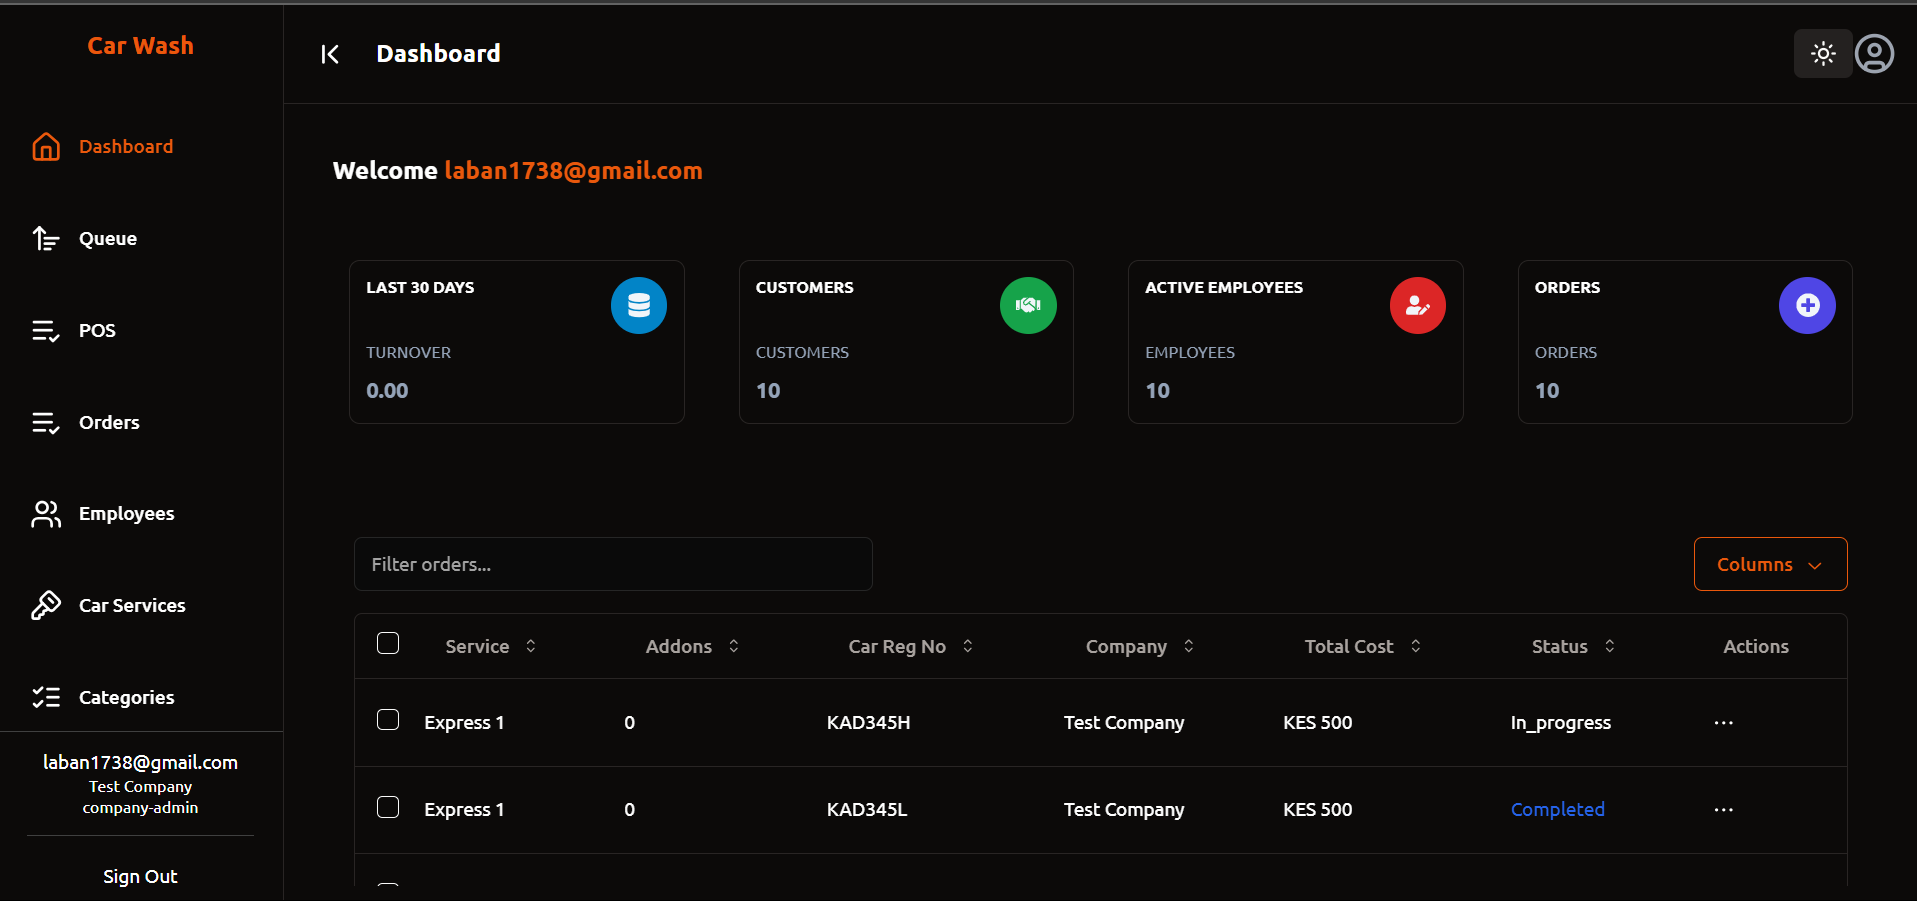 Car Wash
Dashboard
Queue
POS
Orders
Employees
Car Services
Categories
laban1738@gmail.com
Test Company
company-admin
Sign Out
Dashboard
Welcome laban1738@gmail.com
LAST 30 DAYS
TURNOVER
0.00
CUSTOMERS
CUSTOMERS
10
ACTIVE EMPLOYEES
EMPLOYEES
10
ORDERS
ORDERS
10
Filter orders...
Columns
Service Addons Car Reg No Company Total Cost Status Actions
Express 1 0 KAD345H Test Company KES 500 In_progress ...
Express 1 0 KAD345L Test Company KES 500 Completed ...